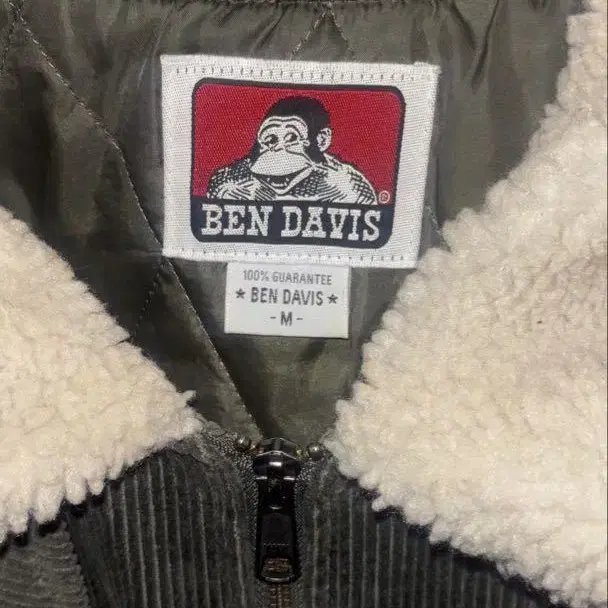 BEN DAVIS
®
100% GUARANTEE
★ BEN DAVIS ★
- M -